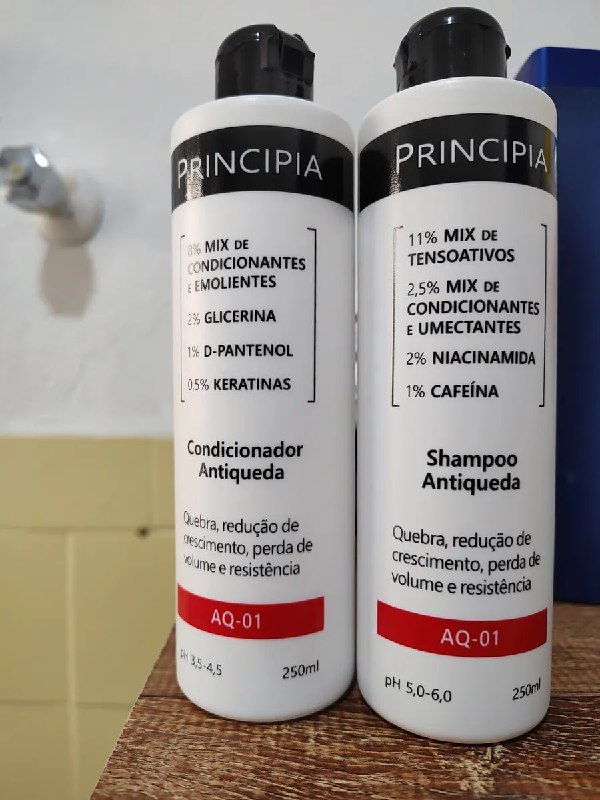 PRINCIPIA
8% MIX DE
CONDICIONANTES
E EMOLIENTES
2% GLICERINA
1% D-PANTENOL
0,5% KERATINAS
Condicionador
Antiqueda
Quebra, redução de
crescimento, perda de
volume e resistência
AQ-01
pH 3,5-4,5
250ml
PRINCIPIA
11% MIX DE
TENSOATIVOS
2,5% MIX DE
CONDICIONANTES
E UMECTANTES
2% NIACINAMIDA
1% CAFEÍNA
Shampoo
Antiqueda
Quebra, redução de
crescimento, perda de
volume e resistência
AQ-01
pH 5,0-6,0
250ml